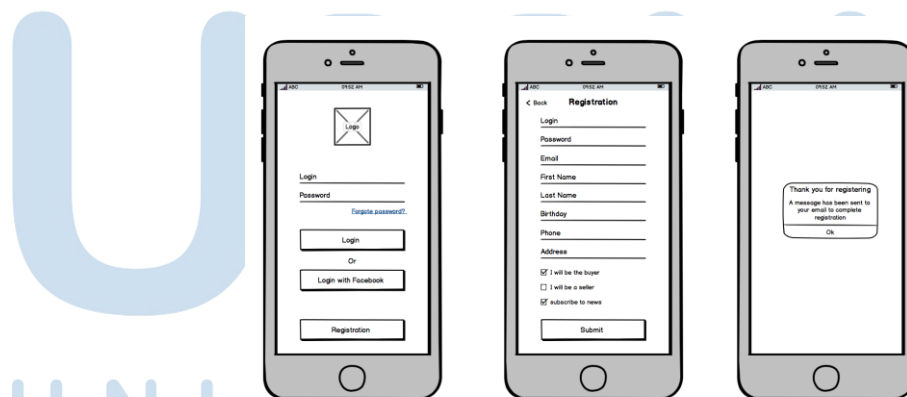 ABC 09:52 AM
Logo
Login
Password
Forgote password?
Login
Or
Login with Facebook
Registration
ABC 09:52 AM
< Back Registration
Login
Password
Email
First Name
Last Name
Birthday
Phone
Address
I will be the buyer
I will be a seller
subscribe to news
Submit
ABC 09:52 AM
Thank you for registering
A message has been sent to
your email to complete
registration
Ok
U
U N I